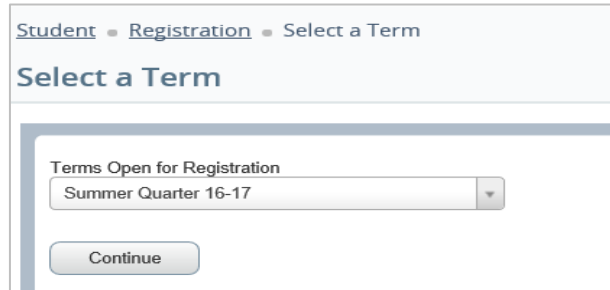 Student • Registration • Select a Term
Select a Term
Terms Open for Registration
Summer Quarter 16-17
Continue